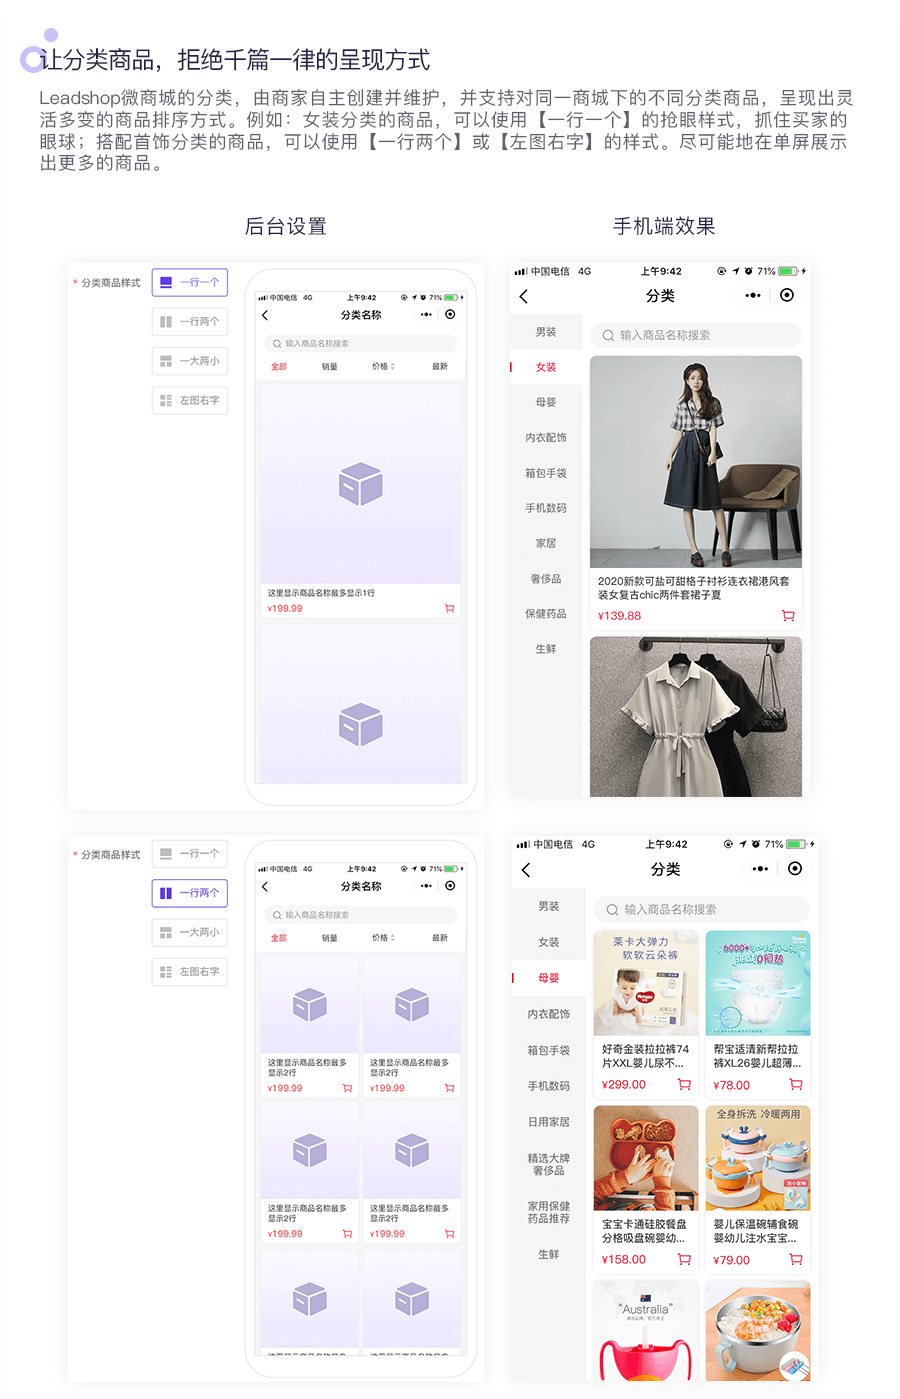 让分类商品，拒绝千篇一律的呈现方式
Leadshop微商城的分类，由商家自主创建并维护，并支持对同一商城下的不同分类商品，呈现出灵
活多变的商品排序方式。例如：女装分类的商品，可以使用【一行一个】的抢眼样式，抓住买家的
眼球；搭配首饰分类的商品，可以使用【一行两个】或【左图右字】的样式。尽可能地在单屏展示
出更多的商品。
后台设置
手机端效果
* 分类商品样式
一行一个
一行两个
一大两小
左图右字
中国电信 4G 上午9:42 71%
分类名称
输入商品名称搜索
全部 销量 价格 最新
这里显示商品名称最多显示1行
¥199.99
中国电信 4G 上午9:42 71%
分类
输入商品名称搜索
男装
女装
母婴
内衣配饰
箱包手袋
手机数码
家居
奢侈品
保健药品
生鲜
2020新款可盐可甜格子衬衫连衣裙港风套
装女复古chic两件套裙子夏
¥139.88
* 分类商品样式
一行一个
一行两个
一大两小
左图右字
中国电信 4G 上午9:42 71%
分类名称
输入商品名称搜索
全部 销量 价格 最新
这里显示商品名称最多 这里显示商品名称最多
显示2行 显示2行
¥199.99 ¥199.99
这里显示商品名称最多 这里显示商品名称最多
显示2行 显示2行
¥199.99 ¥199.99
中国电信 4G 上午9:42 71%
分类
输入商品名称搜索
男装
女装
母婴
内衣配饰
箱包手袋
手机数码
日用家居
精选大牌
奢侈品
家用保健
药品推荐
生鲜
莱卡大弹力
软软云朵裤
HUGGIES
好奇金装拉拉裤74
片XXL婴儿尿不...
¥299.00
6000+
挑战0闷热
帮宝适清新帮拉拉
裤XL26婴儿超薄...
¥78.00
宝宝卡通硅胶餐盘
分格吸盘碗婴幼...
¥158.00
全身拆洗 冷暖两用
婴儿保温碗辅食碗
婴幼儿注水宝宝...
¥79.00
"Australia"